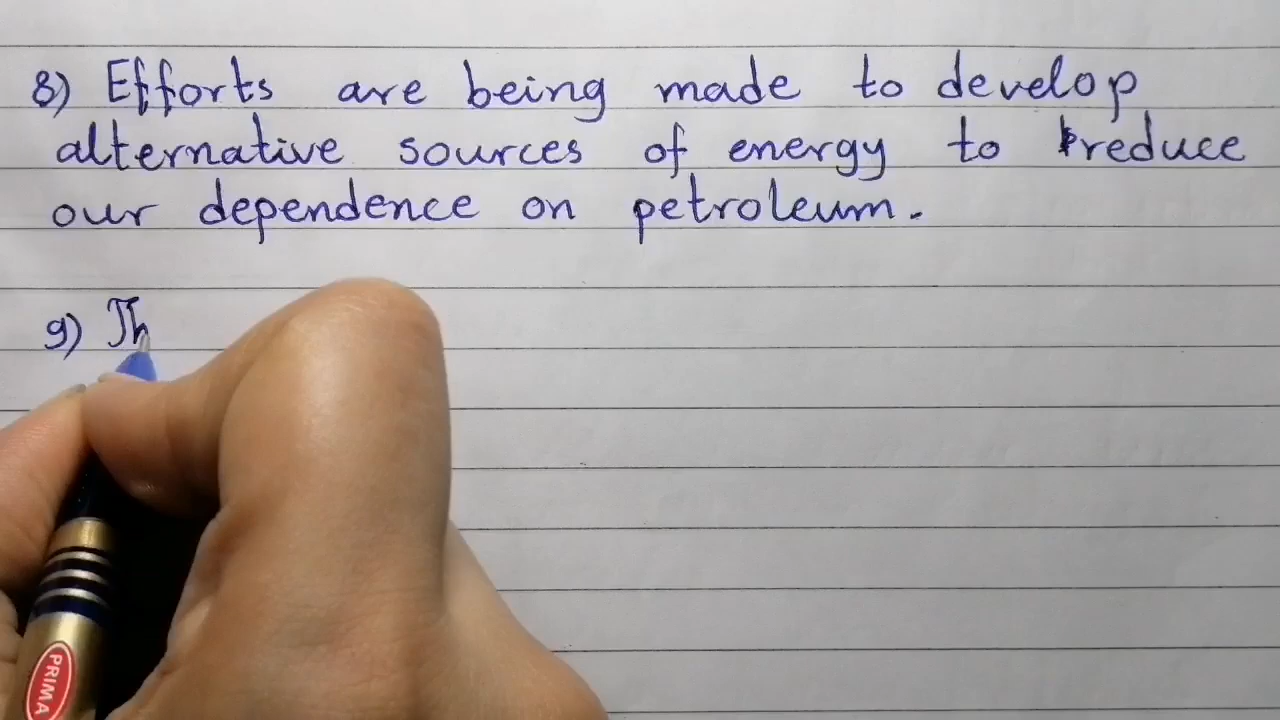 8) Efforts are being made to develop
alternative sources of energy to reduce
our dependence on petroleum.
9) Th
PRIMA